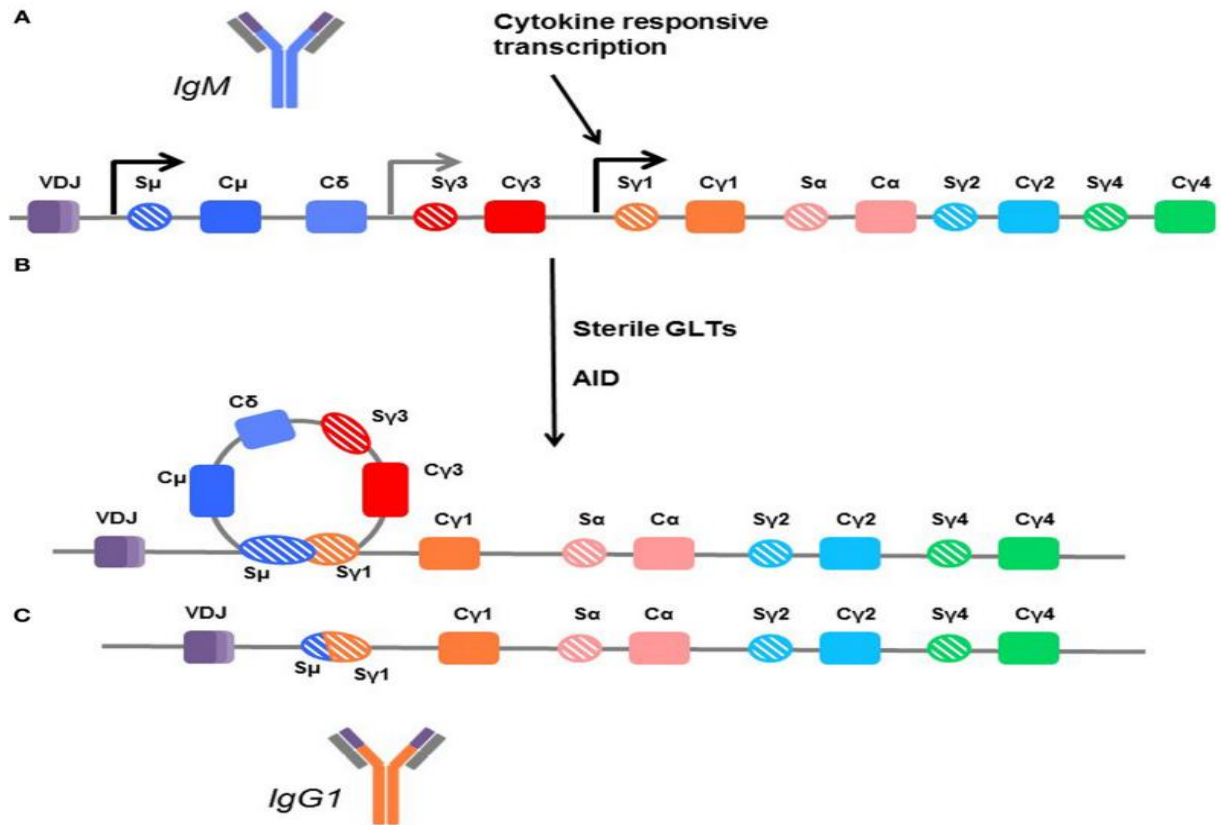 A
IgM
Cytokine responsive
transcription
VDJ Sμ Cμ Cδ Sγ3 Cγ3 Sγ1 Cγ1 Sα Cα Sγ2 Cγ2 Sγ4 Cγ4
B
Sterile GLTs
AID
Cδ Sγ3
Cμ Cγ3
VDJ Cγ1 Sα Cα Sγ2 Cγ2 Sγ4 Cγ4
Sμ Sγ1
C
VDJ Cγ1 Sα Cα Sγ2 Cγ2 Sγ4 Cγ4
Sμ Sγ1
IgG1